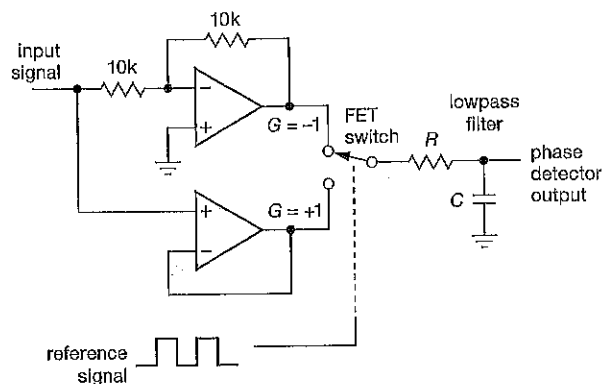 10k
input
signal
10k
−
+
G = −1
FET
switch
lowpass
filter
R
phase
detector
output
C
+
−
G = +1
reference
signal